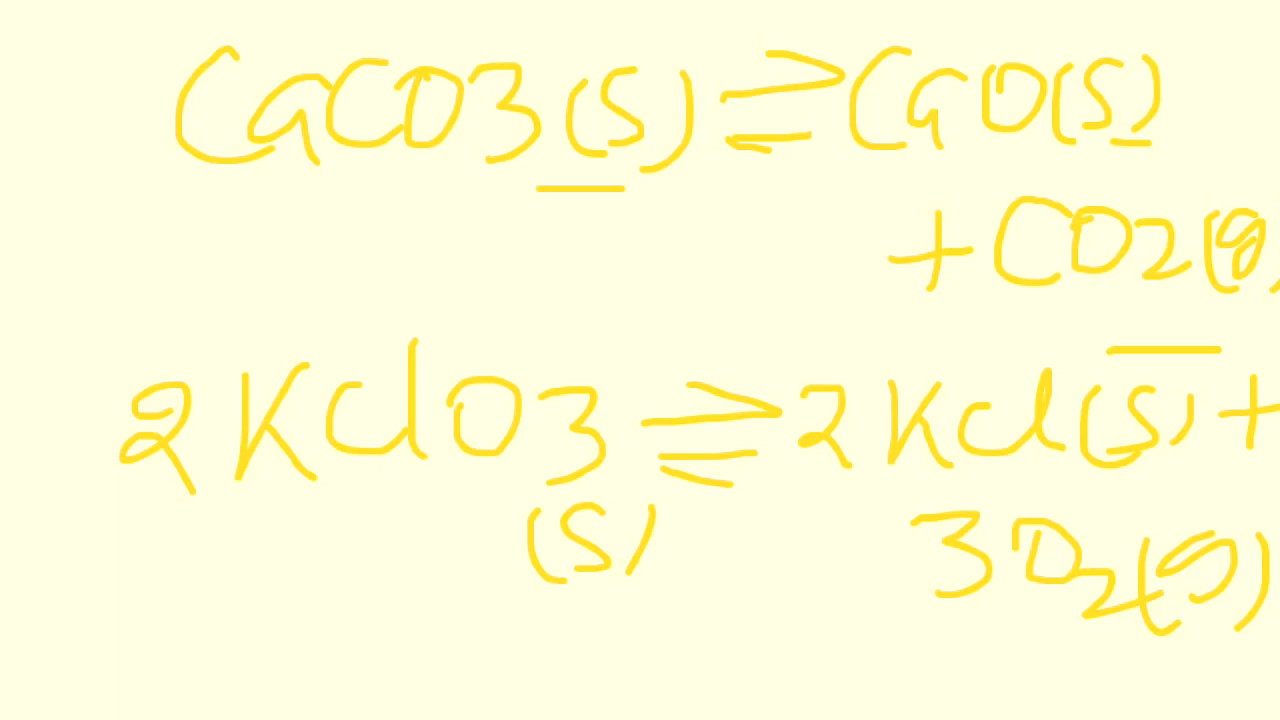 CaCO3(s) ⇌ CaO(s)
+ CO2(g)
2KClO3 ⇌ 2KCl(s) +
(s) 3O2(g)